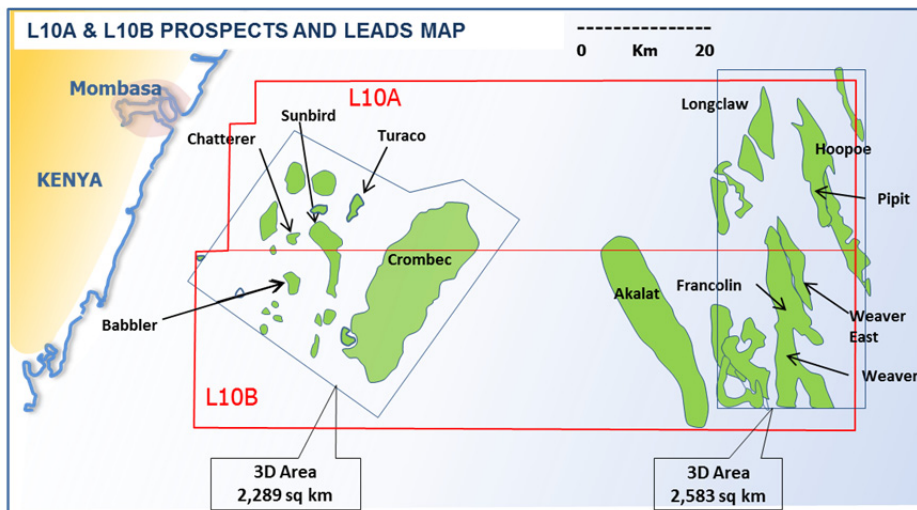 L10A & L10B PROSPECTS AND LEADS MAP
0 Km 20
Mombasa
L10A
Longclaw
Sunbird
Chatterer
Turaco
Hoopoe
KENYA
Pipit
Crombec
Akalat
Francolin
Babbler
Weaver
East
Weaver
L10B
3D Area
2,289 sq km
3D Area
2,583 sq km